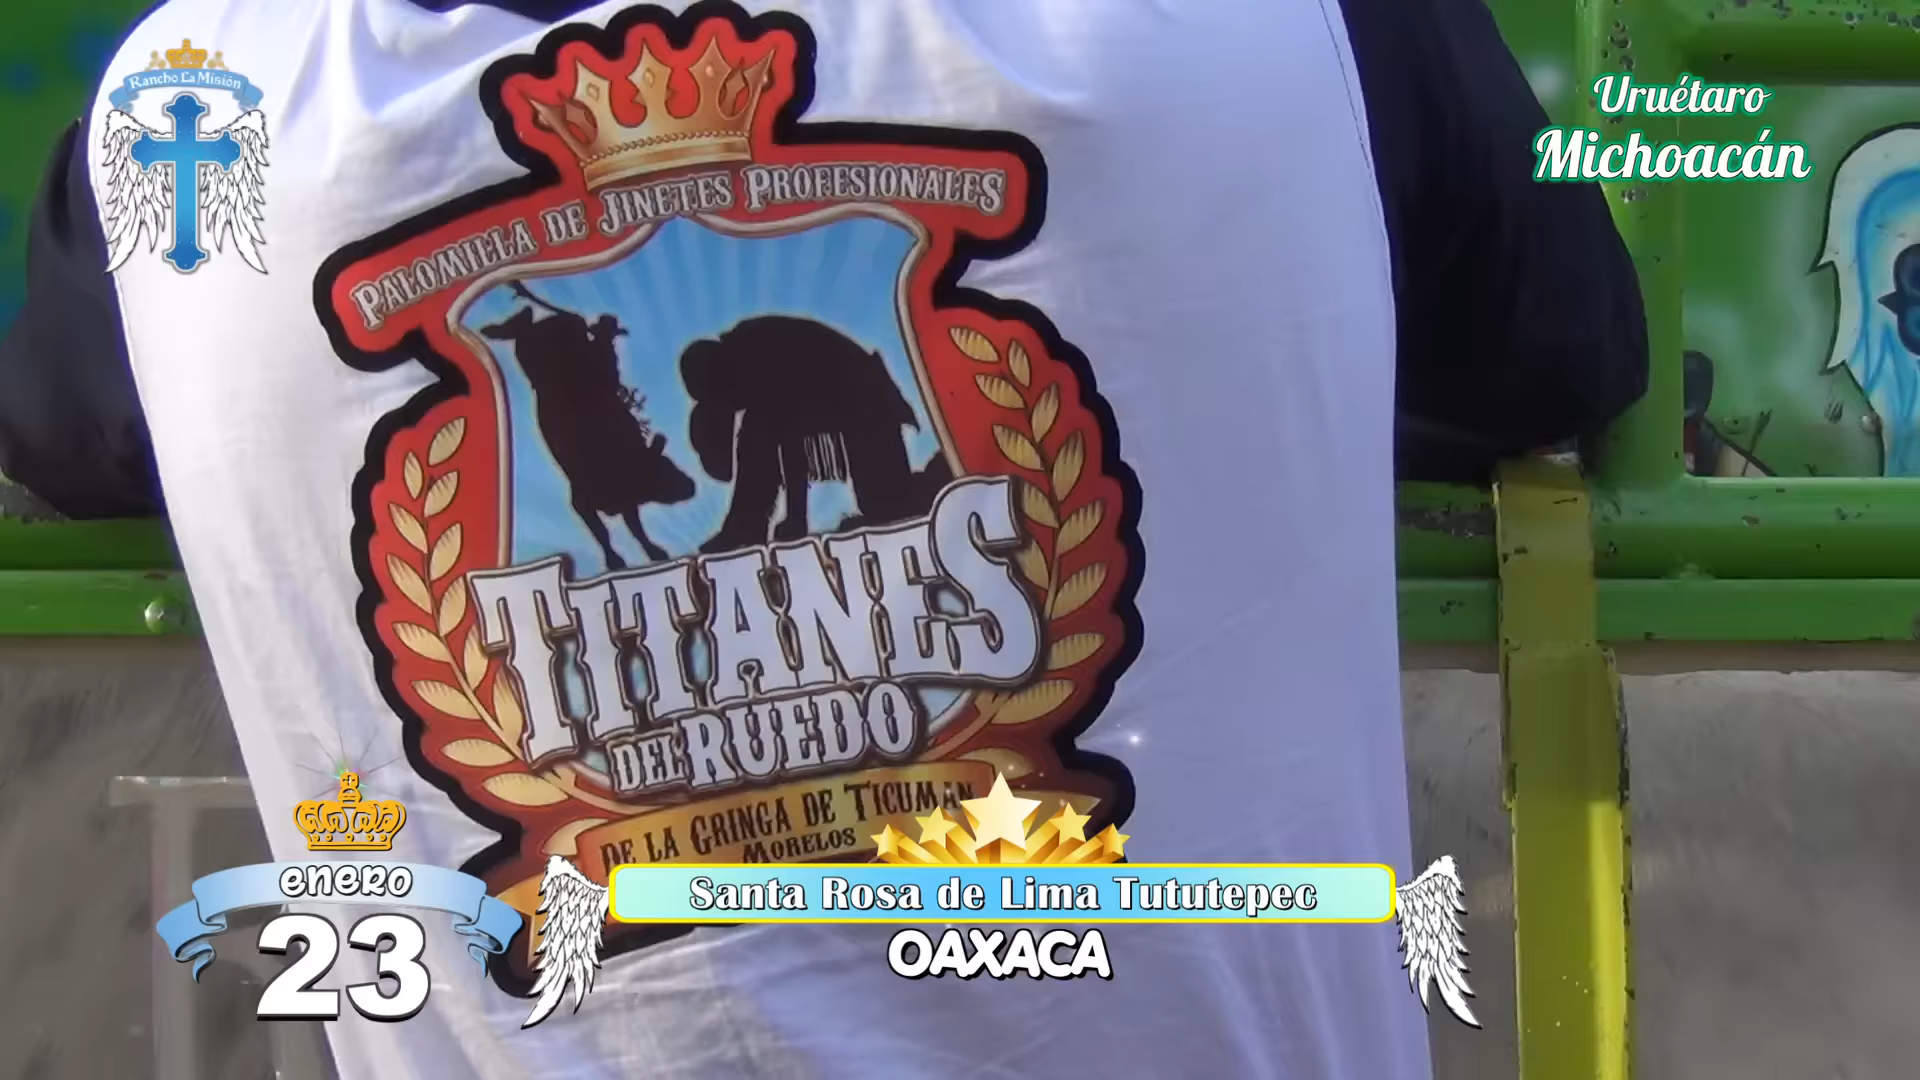 Rancho La Misión
Uruétaro
Michoacán
PALOMILLA DE JINETES PROFESIONALES
TITANES
DEL RUEDO
DE LA GRINGA DE TICUMAN
MORELOS
enero
23
Santa Rosa de Lima Tututepec
OAXACA